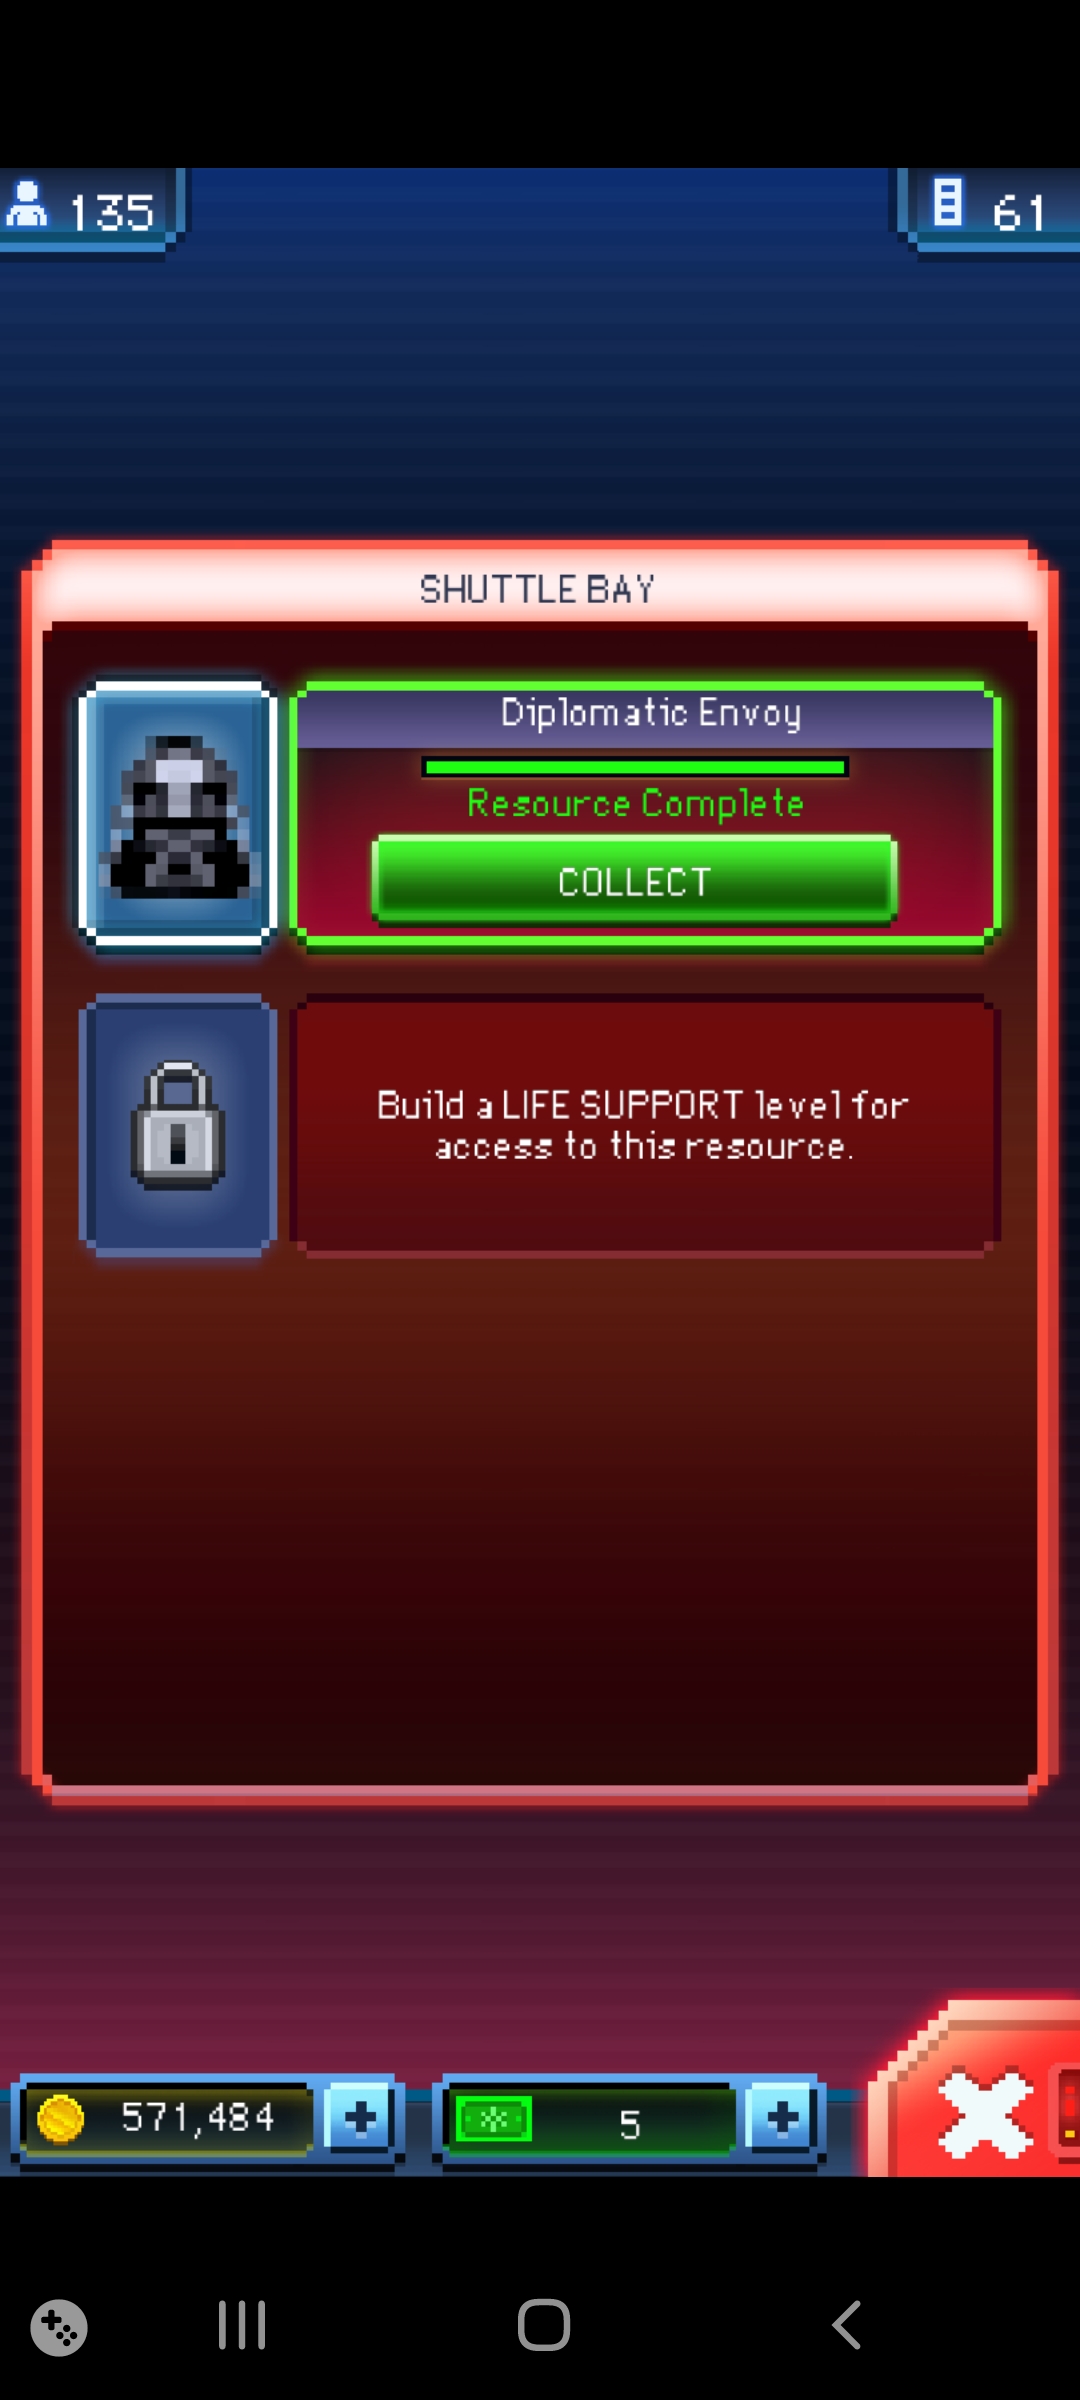 135
61
SHUTTLE BAY
Diplomatic Envoy
Resource Complete
COLLECT
Build a LIFE SUPPORT level for
access to this resource.
571,484
5